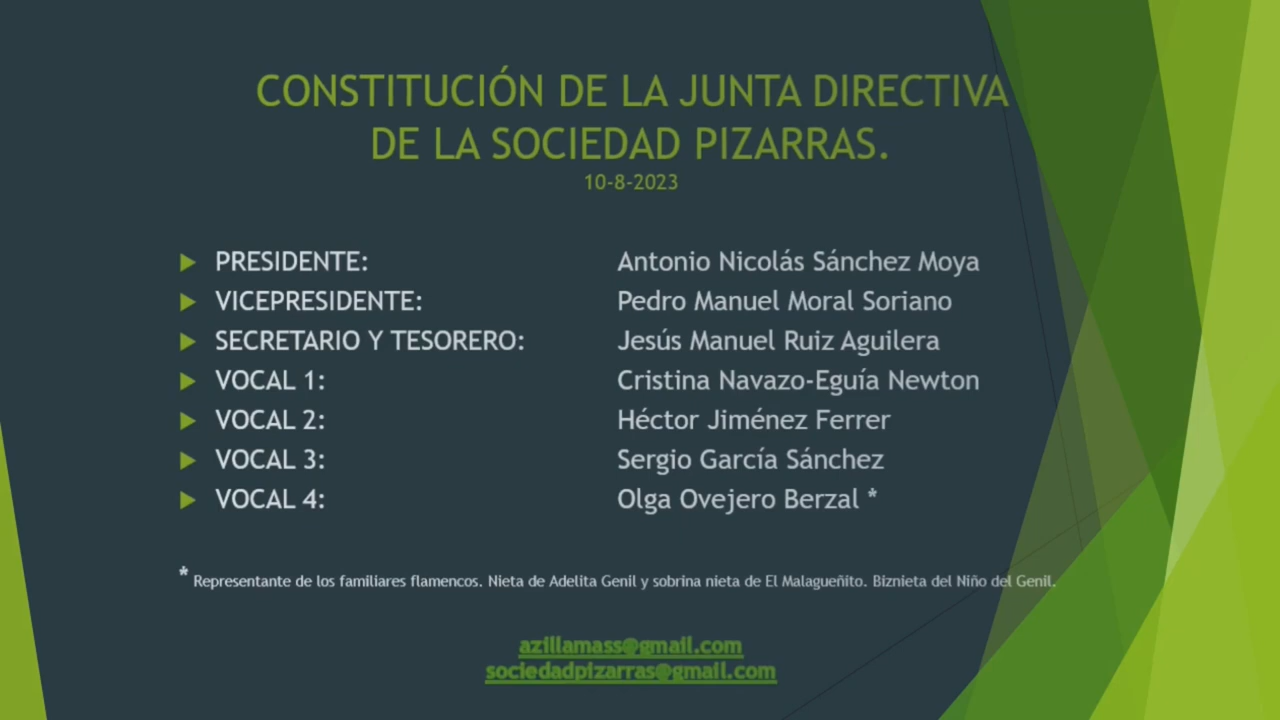 CONSTITUCIÓN DE LA JUNTA DIRECTIVA
DE LA SOCIEDAD PIZARRAS.
10-8-2023
PRESIDENTE: Antonio Nicolás Sánchez Moya
VICEPRESIDENTE: Pedro Manuel Moral Soriano
SECRETARIO Y TESORERO: Jesús Manuel Ruiz Aguilera
VOCAL 1: Cristina Navazo-Eguía Newton
VOCAL 2: Héctor Jiménez Ferrer
VOCAL 3: Sergio García Sánchez
VOCAL 4: Olga Ovejero Berzal *
* Representante de los familiares flamencos. Nieta de Adelita Genil y sobrina nieta de El Malagueñito. Biznieta del Niño del Genil.
azillamass@gmail.com
sociedadpizarras@gmail.com